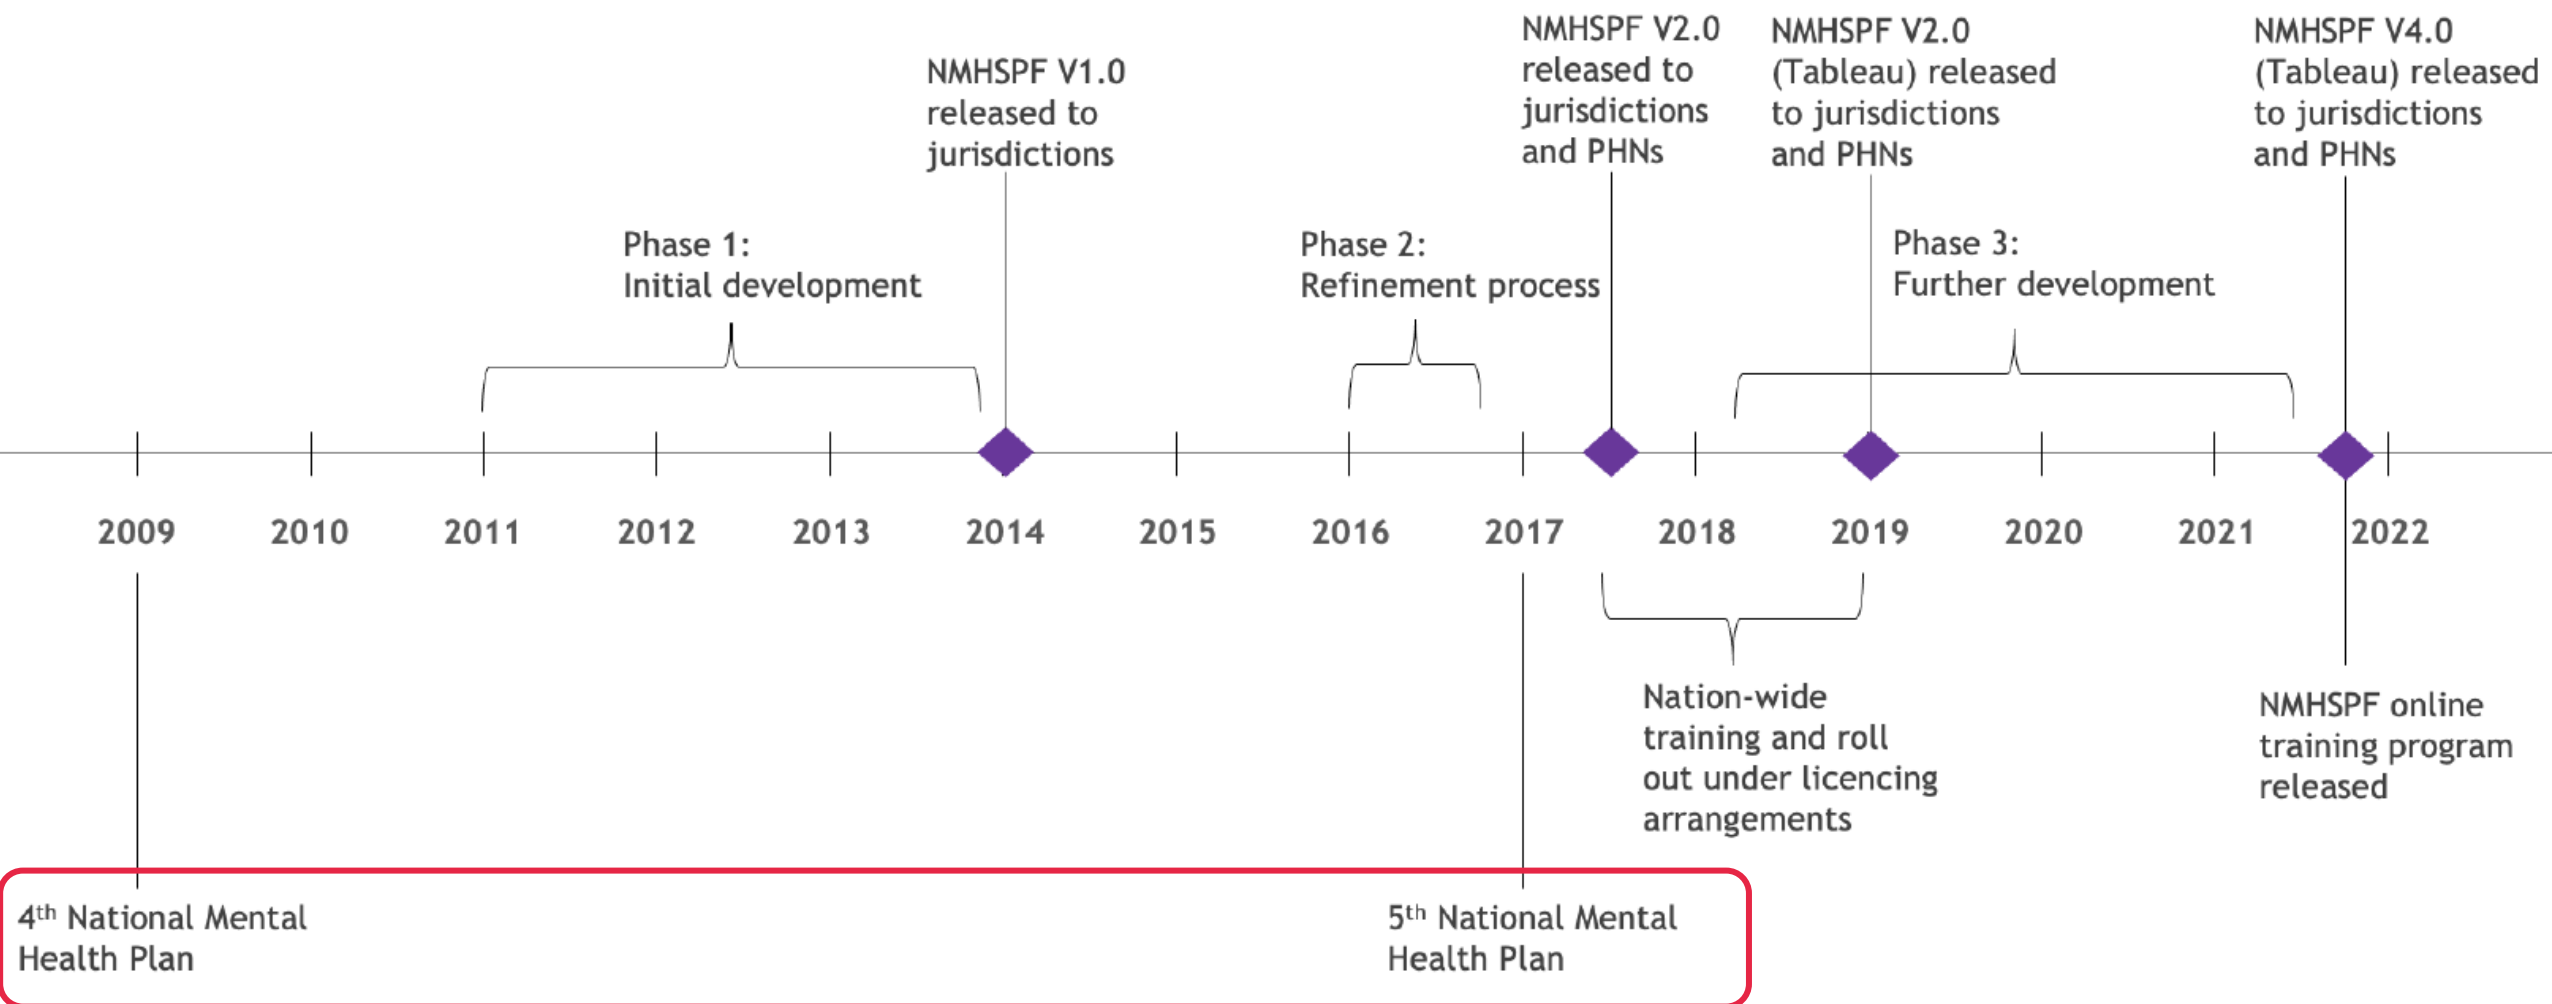 NMHSPF V1.0
released to
jurisdictions
NMHSPF V2.0
released to
jurisdictions
and PHNs
NMHSPF V2.0
(Tableau) released
to jurisdictions
and PHNs
NMHSPF V4.0
(Tableau) released
to jurisdictions
and PHNs
Phase 1:
Initial development
Phase 2:
Refinement process
Phase 3:
Further development
2009 2010 2011 2012 2013 2014 2015 2016 2017 2018 2019 2020 2021 2022
Nation-wide
training and roll
out under licencing
arrangements
NMHSPF online
training program
released
4th National Mental
Health Plan
5th National Mental
Health Plan